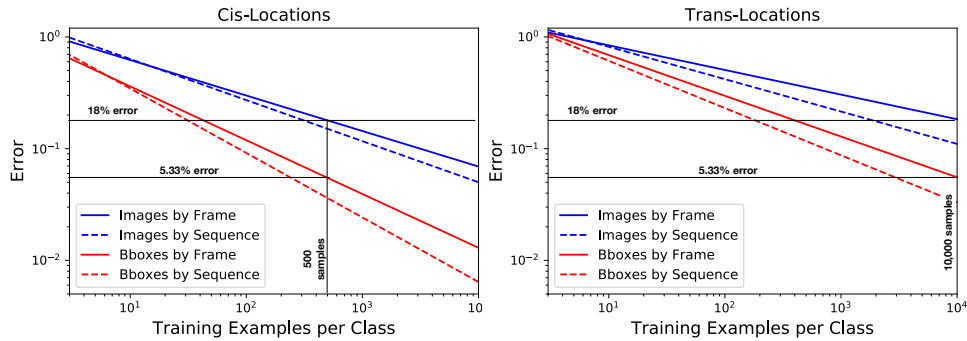 Cis-Locations
10⁰
10⁻¹
10⁻²
Error
18% error
5.33% error
500
samples
Images by Frame
Images by Sequence
Bboxes by Frame
Bboxes by Sequence
10¹
10²
10³
10⁴
Training Examples per Class
Trans-Locations
10⁰
10⁻¹
10⁻²
Error
18% error
5.33% error
10,000 samples
Images by Frame
Images by Sequence
Bboxes by Frame
Bboxes by Sequence
10¹
10²
10³
10⁴
Training Examples per Class